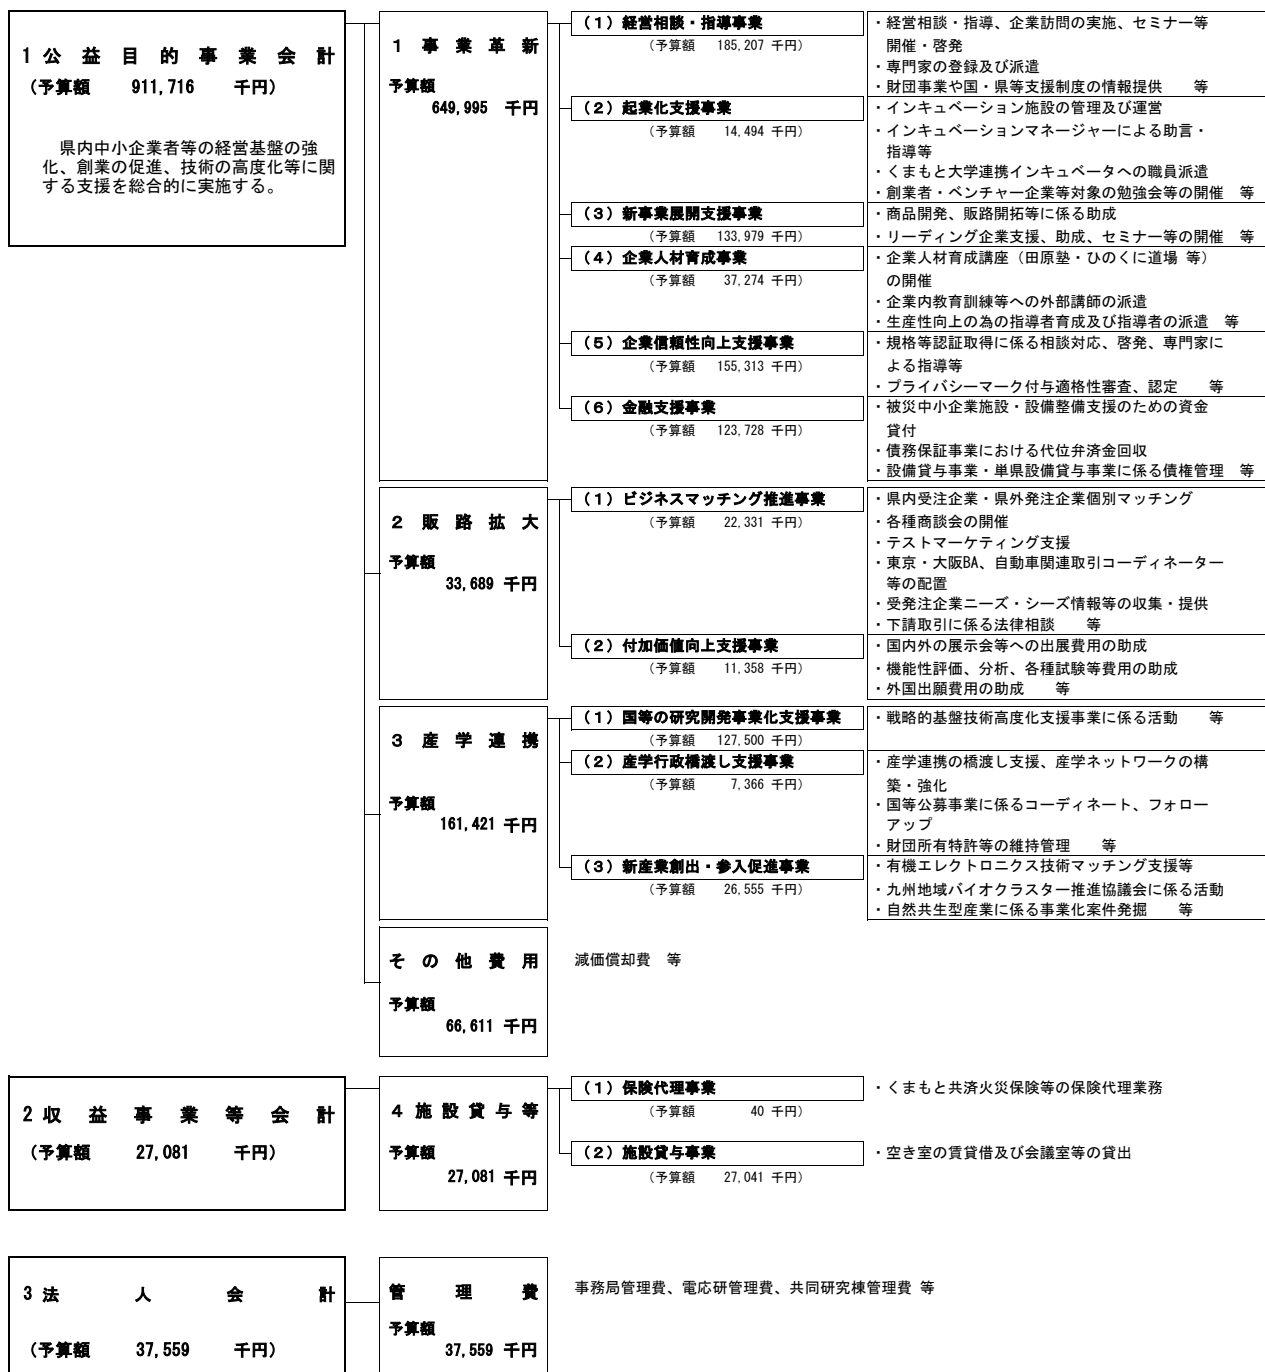 1 公益目的事業会計
(予算額 911,716 千円)
県内中小企業者等の経営基盤の強
化、創業の促進、技術の高度化等に関
する支援を総合的に実施する。
1 事業革新
予算額
649,995 千円
(1)経営相談・指導事業
(予算額 185,207 千円)
・経営相談・指導、企業訪問の実施、セミナー等
開催・啓発
・専門家の登録及び派遣
・財団事業や国・県等支援制度の情報提供 等
(2)起業化支援事業
(予算額 14,494 千円)
・インキュベーション施設の管理及び運営
・インキュベーションマネージャーによる助言・
指導等
・くまもと大学連携インキュベータへの職員派遣
・創業者・ベンチャー企業等対象の勉強会等の開催 等
(3)新事業展開支援事業
(予算額 133,979 千円)
・商品開発、販路開拓等に係る助成
・リーディング企業支援、助成、セミナー等の開催 等
(4)企業人材育成事業
(予算額 37,274 千円)
・企業人材育成講座(田原塾・ひのくに道場 等)
の開催
・企業内教育訓練等への外部講師の派遣
・生産性向上の為の指導者育成及び指導者の派遣 等
(5)企業信頼性向上支援事業
(予算額 155,313 千円)
・規格等認証取得に係る相談対応、啓発、専門家に
よる指導等
・プライバシーマーク付与適格性審査、認定 等
(6)金融支援事業
(予算額 123,728 千円)
・被災中小企業施設・設備整備支援のための資金
貸付
・債務保証事業における代位弁済金回収
・設備貸与事業・単県設備貸与事業に係る債権管理 等
2 販路拡大
予算額
33,689 千円
(1)ビジネスマッチング推進事業
(予算額 22,331 千円)
・県内受注企業・県外発注企業個別マッチング
・各種商談会の開催
・テストマーケティング支援
・東京・大阪BA、自動車関連取引コーディネーター
等の配置
・受発注企業ニーズ・シーズ情報等の収集・提供
・下請取引に係る法律相談 等
(2)付加価値向上支援事業
(予算額 11,358 千円)
・国内外の展示会等への出展費用の助成
・機能性評価、分析、各種試験等費用の助成
・外国出願費用の助成 等
3 産学連携
予算額
161,421 千円
(1)国等の研究開発事業化支援事業
(予算額 127,500 千円)
・戦略的基盤技術高度化支援事業に係る活動 等
(2)産学行政橋渡し支援事業
(予算額 7,366 千円)
・産学連携の橋渡し支援、産学ネットワークの構
築・強化
・国等公募事業に係るコーディネート、フォロー
アップ
・財団所有特許等の維持管理 等
(3)新産業創出・参入促進事業
(予算額 26,555 千円)
・有機エレクトロニクス技術マッチング支援等
・九州地域バイオクラスター推進協議会に係る活動
・自然共生型産業に係る事業化案件発掘 等
その他費用
予算額
66,611 千円
減価償却費 等
2 収益事業等会計
(予算額 27,081 千円)
4 施設貸与等
予算額
27,081 千円
(1)保険代理事業
(予算額 40 千円)
・くまもと共済火災保険等の保険代理業務
(2)施設貸与事業
(予算額 27,041 千円)
・空き室の賃貸借及び会議室等の貸出
3 法人会計
(予算額 37,559 千円)
管理費
予算額
37,559 千円
事務局管理費、電応研管理費、共同研究棟管理費 等